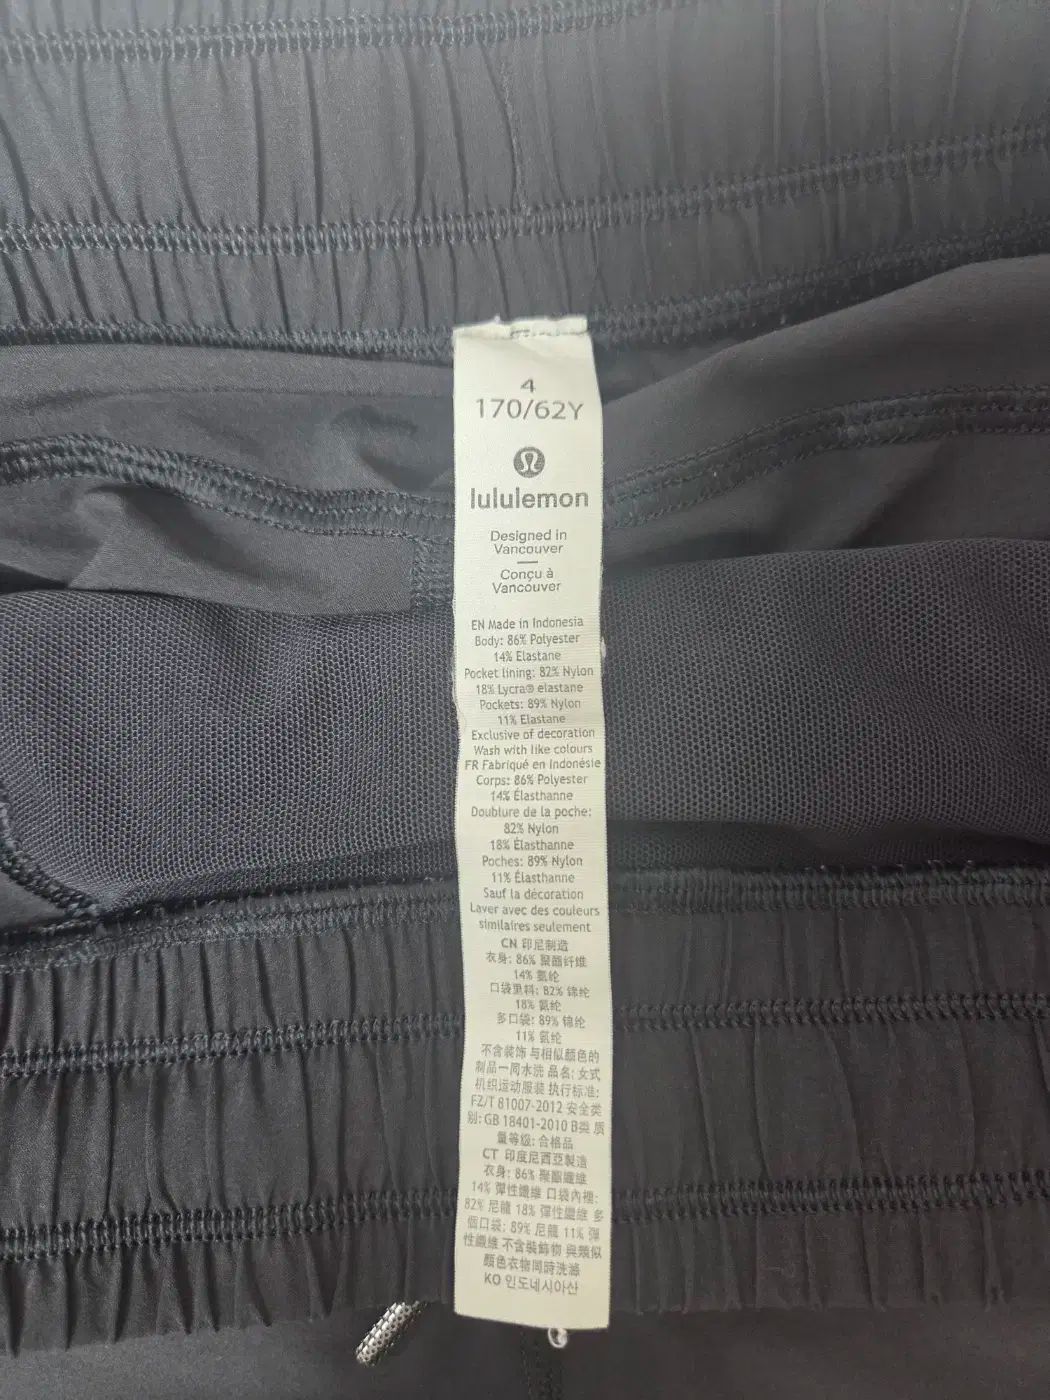 4
170/62Y
lululemon
Designed in
Vancouver
Conçu à
Vancouver
EN Made in Indonesia
Body: 86% Polyester
14% Elastane
Pocket lining: 82% Nylon
18% Lycra® elastane
Pockets: 89% Nylon
11% Elastane
Exclusive of decoration
Wash with like colours
FR Fabriqué en Indonésie
Corps: 86% Polyester
14% Élasthanne
Doublure de la poche:
82% Nylon
18% Élasthanne
Poches: 89% Nylon
11% Élasthanne
Sauf la décoration
Laver avec des couleurs
similaires seulement
CN 印尼制造
衣身: 86% 聚酯纤维
14% 氨纶
口袋里料: 82% 锦纶
18% 氨纶
多口袋: 89% 锦纶
11% 氨纶
不含装饰 与相似颜色的
制品一同水洗 品名: 女式
机织运动服装 执行标准:
FZ/T 81007-2012 安全类
别: GB 18401-2010 B类 质
量等级: 合格品
CT 印度尼西亞製造
衣身: 86% 聚酯纖維
14% 彈性纖維 口袋內裡:
82% 尼龍 18% 彈性纖維 多
個口袋: 89% 尼龍 11% 彈
性纖維 不含裝飾物 與類似
顏色衣物同時洗滌
KO 인도네시아산